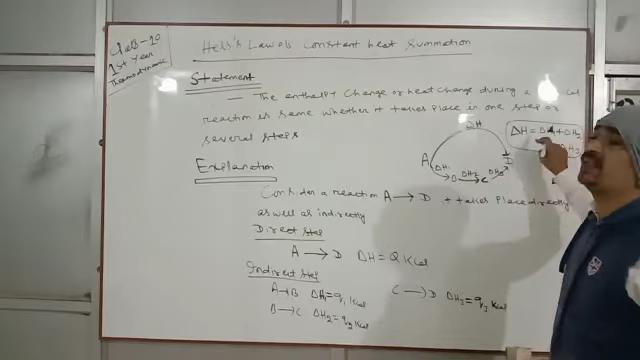 Class-10
1st Year
Thermodynamic
Hess's Law of Constant heat Summation
Statement
— The enthalpy change or heat change during a cal
reaction is same whether it takes place in one step or
several steps
ΔH
A D
ΔH1 B ΔH2 C ΔH3
ΔH = ΔH1 + ΔH2
ΔH3
Explanation
Consider a reaction A → D it takes place directly
as well as indirectly
Direct step
A → D ΔH = Q Kcal
Indirect step
A → B ΔH1 = q1 Kcal
B → C ΔH2 = q2 Kcal
C → D ΔH3 = q3 Kcal